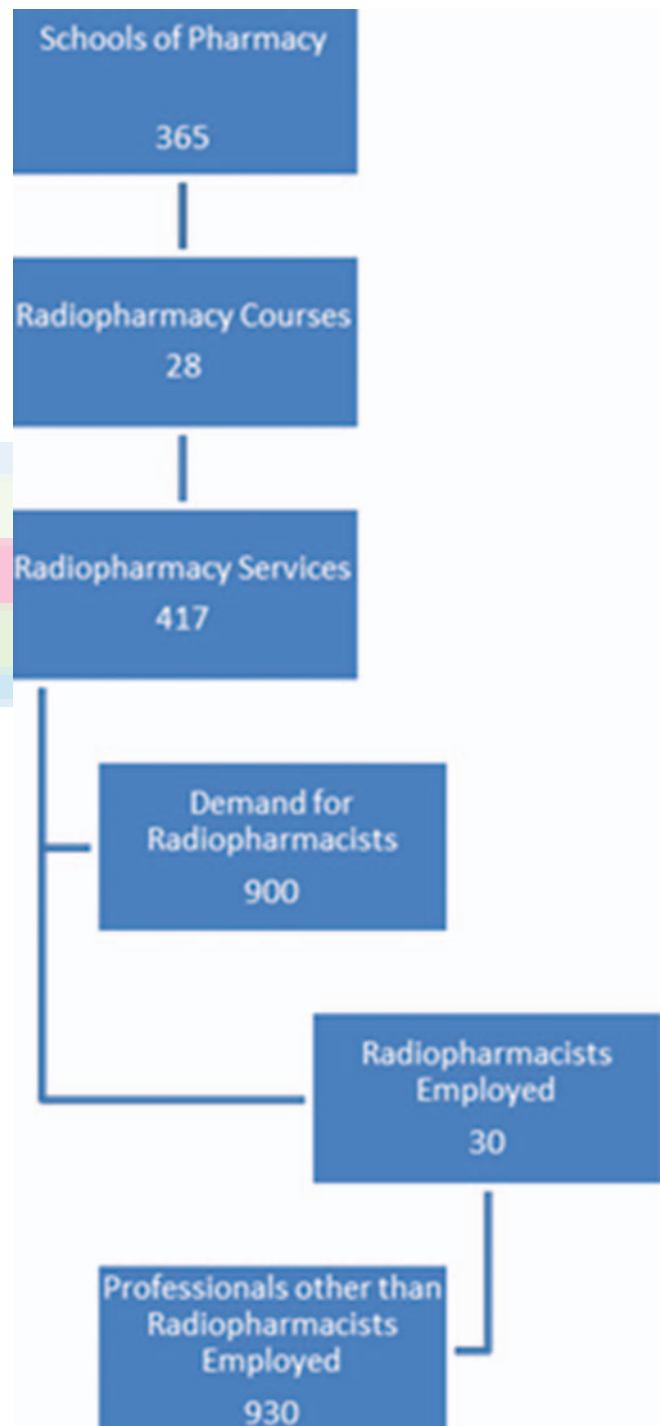 Schools of Pharmacy
365
Radiopharmacy Courses
28
Radiopharmacy Services
417
Demand for
Radiopharmacists
900
Radiopharmacists
Employed
30
Professionals other than
Radiopharmacists
Employed
930